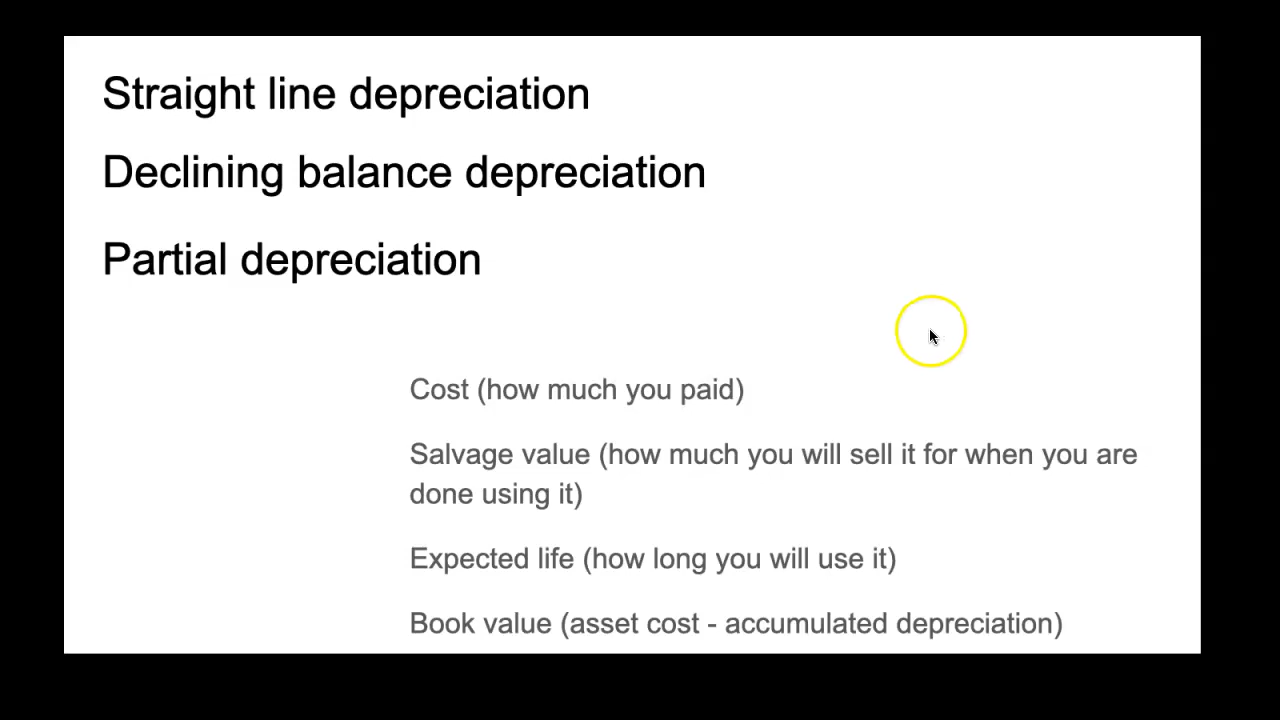 Straight line depreciation
Declining balance depreciation
Partial depreciation
Cost (how much you paid)
Salvage value (how much you will sell it for when you are
done using it)
Expected life (how long you will use it)
Book value (asset cost - accumulated depreciation)